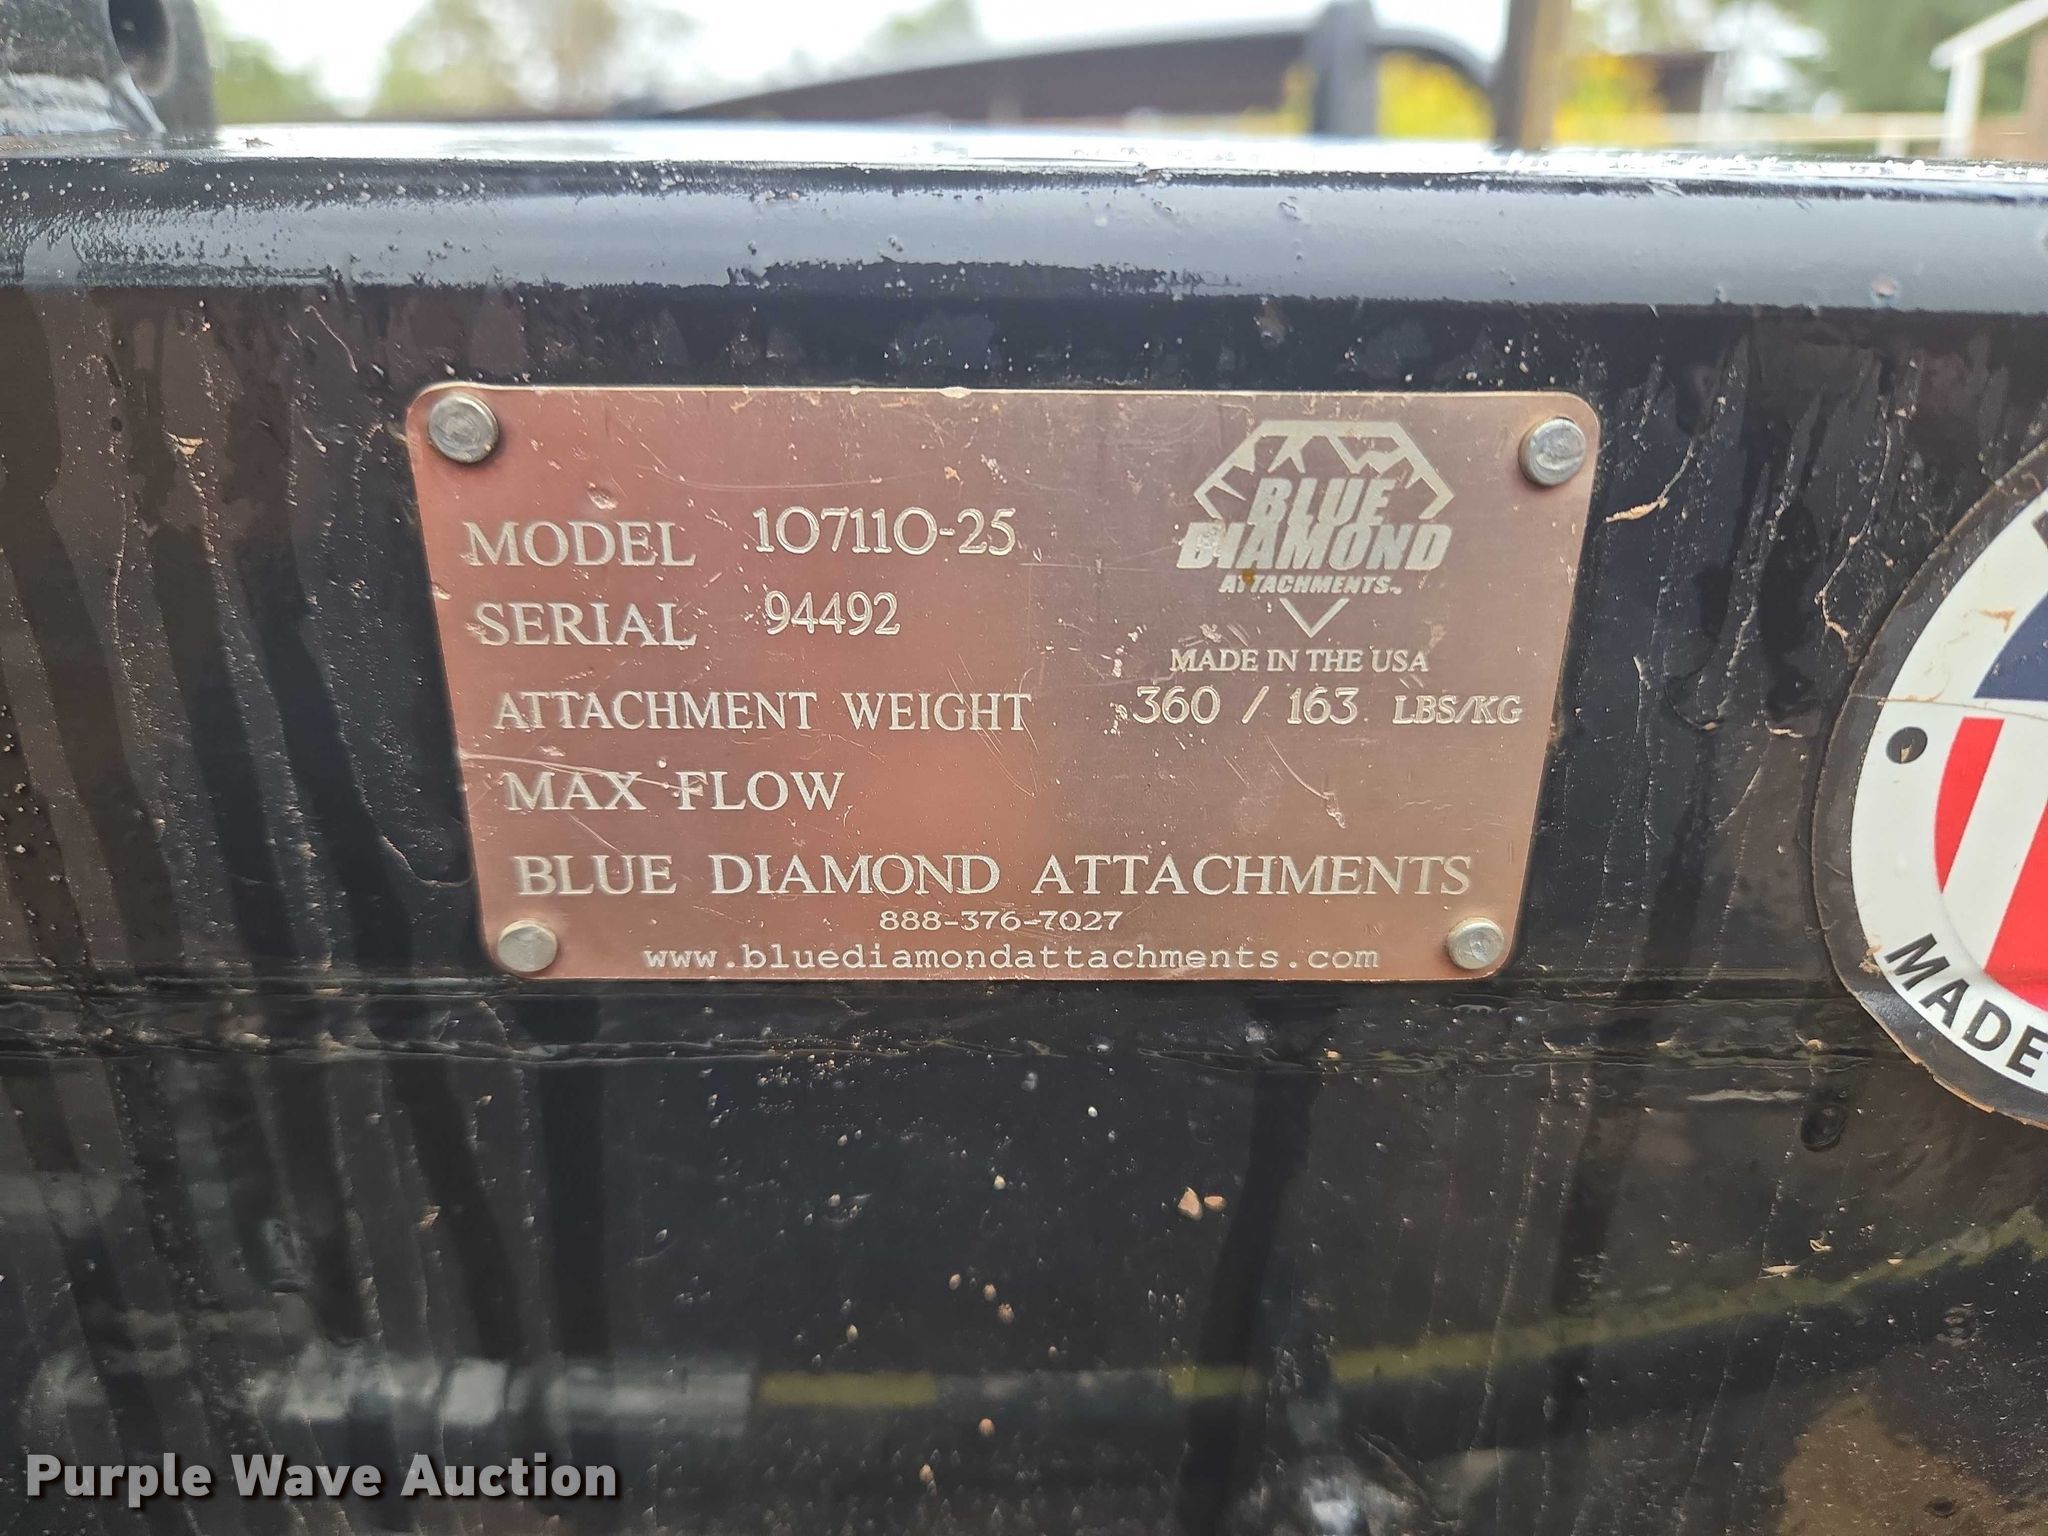 MODEL 107110-25
SERIAL 94492
BLUE
DIAMOND
ATTACHMENTS™
MADE IN THE USA
ATTACHMENT WEIGHT 360 / 163 LBS/KG
MAX FLOW
BLUE DIAMOND ATTACHMENTS
888-376-7027
www.bluediamondattachments.com
MADE
Purple Wave Auction